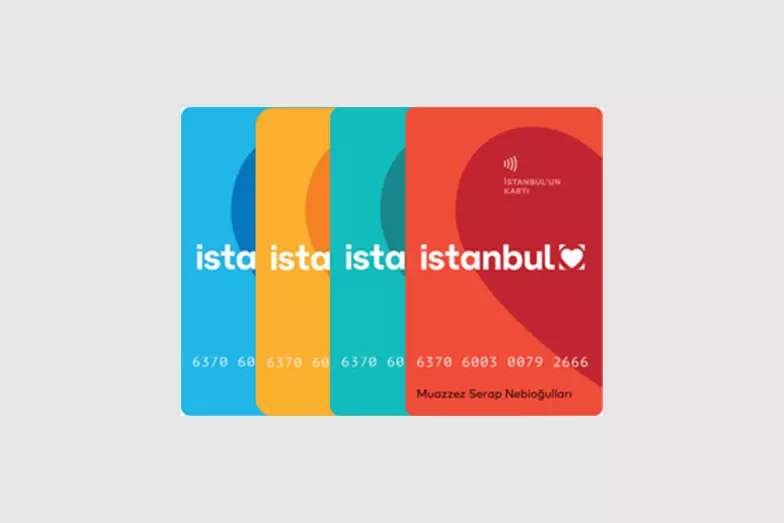 İSTANBUL'UN
KARTI
ista
ista
ista
istanbul
6370 60
6370 60
6370 60
6370 6003 0079 2666
Muazzez Serap Nebioğulları